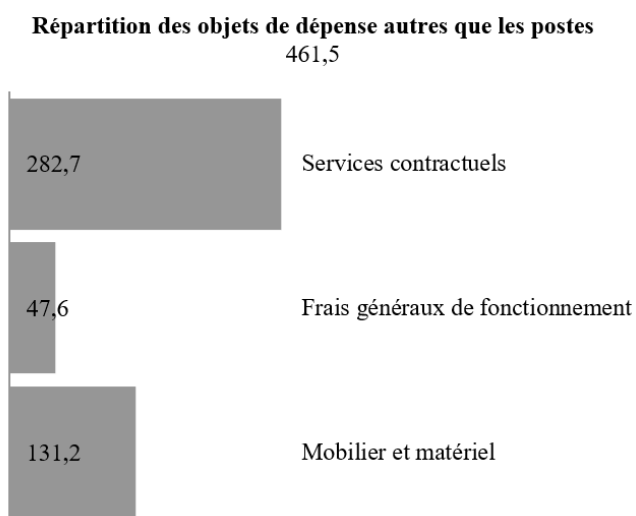 Répartition des objets de dépense autres que les postes
461,5
282,7 Services contractuels
47,6 Frais généraux de fonctionnement
131,2 Mobilier et matériel